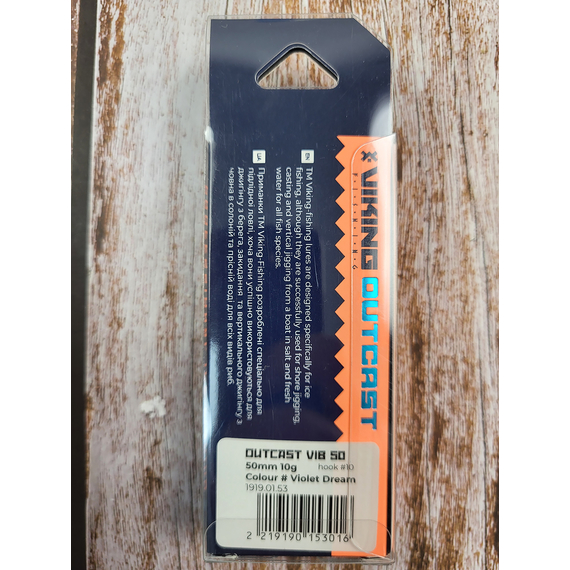 VIKING OUTCAST
FISHING
EN
TM Viking-fishing lures are designed specifically for ice
fishing, although they are successfully used for shore jigging,
casting and vertical jigging from a boat in salt and fresh
water for all fish species.
UA
Приманки TM Viking-Fishing розроблені спеціально для
підлідної ловлі, хоча вони успішно використовуються для
джигінгу з берега, закидання та вертикального джигінгу з
човна в солоній та прісній воді для всіх видів риб.
OUTCAST VIB 50
50mm 10g hook #10
Colour # Violet Dream
1919.01.53
2 219190 153016